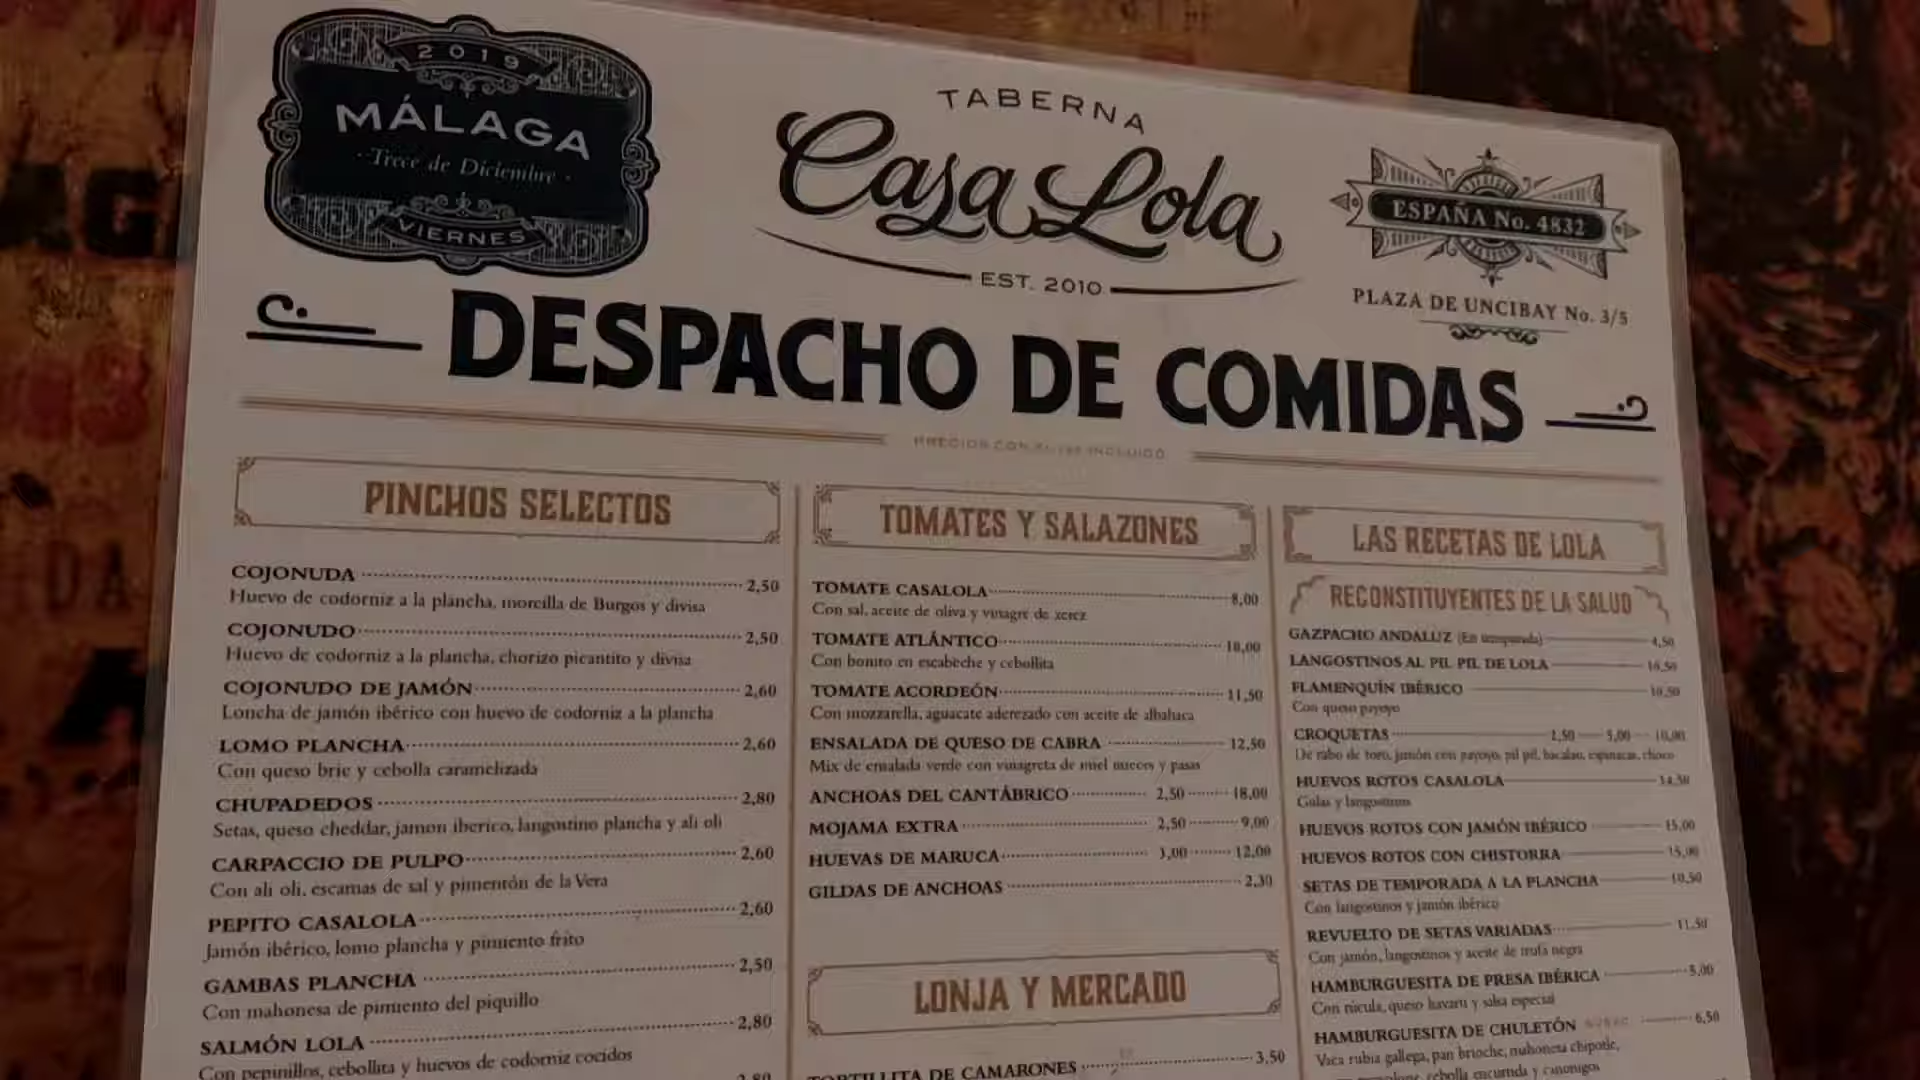 2019
MÁLAGA
Trece de Diciembre
VIERNES
TABERNA
Casa Lola
EST. 2010
ESPAÑA No. 4832
PLAZA DE UNCIBAY No. 3/5
DESPACHO DE COMIDAS
PRECIOS CON INCLUIDO
PINCHOS SELECTOS
COJONUDA 2,50
Huevo de codorniz a la plancha, morcilla de Burgos y divisa
COJONUDO 2,50
Huevo de codorniz a la plancha, chorizo picantito y divisa
COJONUDO DE JAMÓN 2,60
Loncha de jamón ibérico con huevo de codorniz a la plancha
LOMO PLANCHA 2,60
Con queso brie y cebolla caramelizada
CHUPADEDOS 2,80
Setas, queso cheddar, jamon iberico, langostino plancha y ali oli
CARPACCIO DE PULPO 2,60
Con ali oli, escamas de sal y pimentón de la Vera
PEPITO CASALOLA 2,60
Jamón ibérico, lomo plancha y pimiento frito
GAMBAS PLANCHA 2,50
Con mahonesa de pimiento del piquillo
SALMÓN LOLA 2,80
Con pepinillos, cebollita y huevos de codorniz cocidos
2,80
TOMATES Y SALAZONES
TOMATE CASALOLA 8,00
Con sal, aceite de oliva y vinagre de xerez
TOMATE ATLÁNTICO 10,00
Con bonito en escabeche y cebollita
TOMATE ACORDEÓN 11,50
Con mozzarella, aguacate aderezado con aceite de albahaca
ENSALADA DE QUESO DE CABRA 12,50
Mix de ensalada verde con vinagreta de miel nueces y pasas
ANCHOAS DEL CANTÁBRICO 2,50 18,00
MOJAMA EXTRA 2,50 9,00
HUEVAS DE MARUCA 3,00 12,00
GILDAS DE ANCHOAS 2,30
LONJA Y MERCADO
TORTILLITA DE CAMARONES 3,50
LAS RECETAS DE LOLA
RECONSTITUYENTES DE LA SALUD
GAZPACHO ANDALUZ (En temporada) 4,50
LANGOSTINOS AL PIL PIL DE LOLA 10,50
FLAMENQUÍN IBÉRICO 10,50
Con queso payoyo
CROQUETAS 2,50 5,00 10,00
De rabo de toro, jamón con payoyo, pil pil, bacalao, espinacas, choco
HUEVOS ROTOS CASALOLA 14,50
Gulas y langostinos
HUEVOS ROTOS CON JAMÓN IBÉRICO 15,00
HUEVOS ROTOS CON CHISTORRA 15,00
SETAS DE TEMPORADA A LA PLANCHA 10,50
Con langostinos y jamón ibérico
REVUELTO DE SETAS VARIADAS 11,50
Con jamón, langostinos y aceite de trufa negra
HAMBURGUESITA DE PRESA IBÉRICA 5,00
Con rúcula, queso havarti y salsa especial
HAMBURGUESITA DE CHULETÓN 6,50
Vaca rubia gallega, pan brioche, mahonesa chipotle,
cebolla encurtida y canónigos